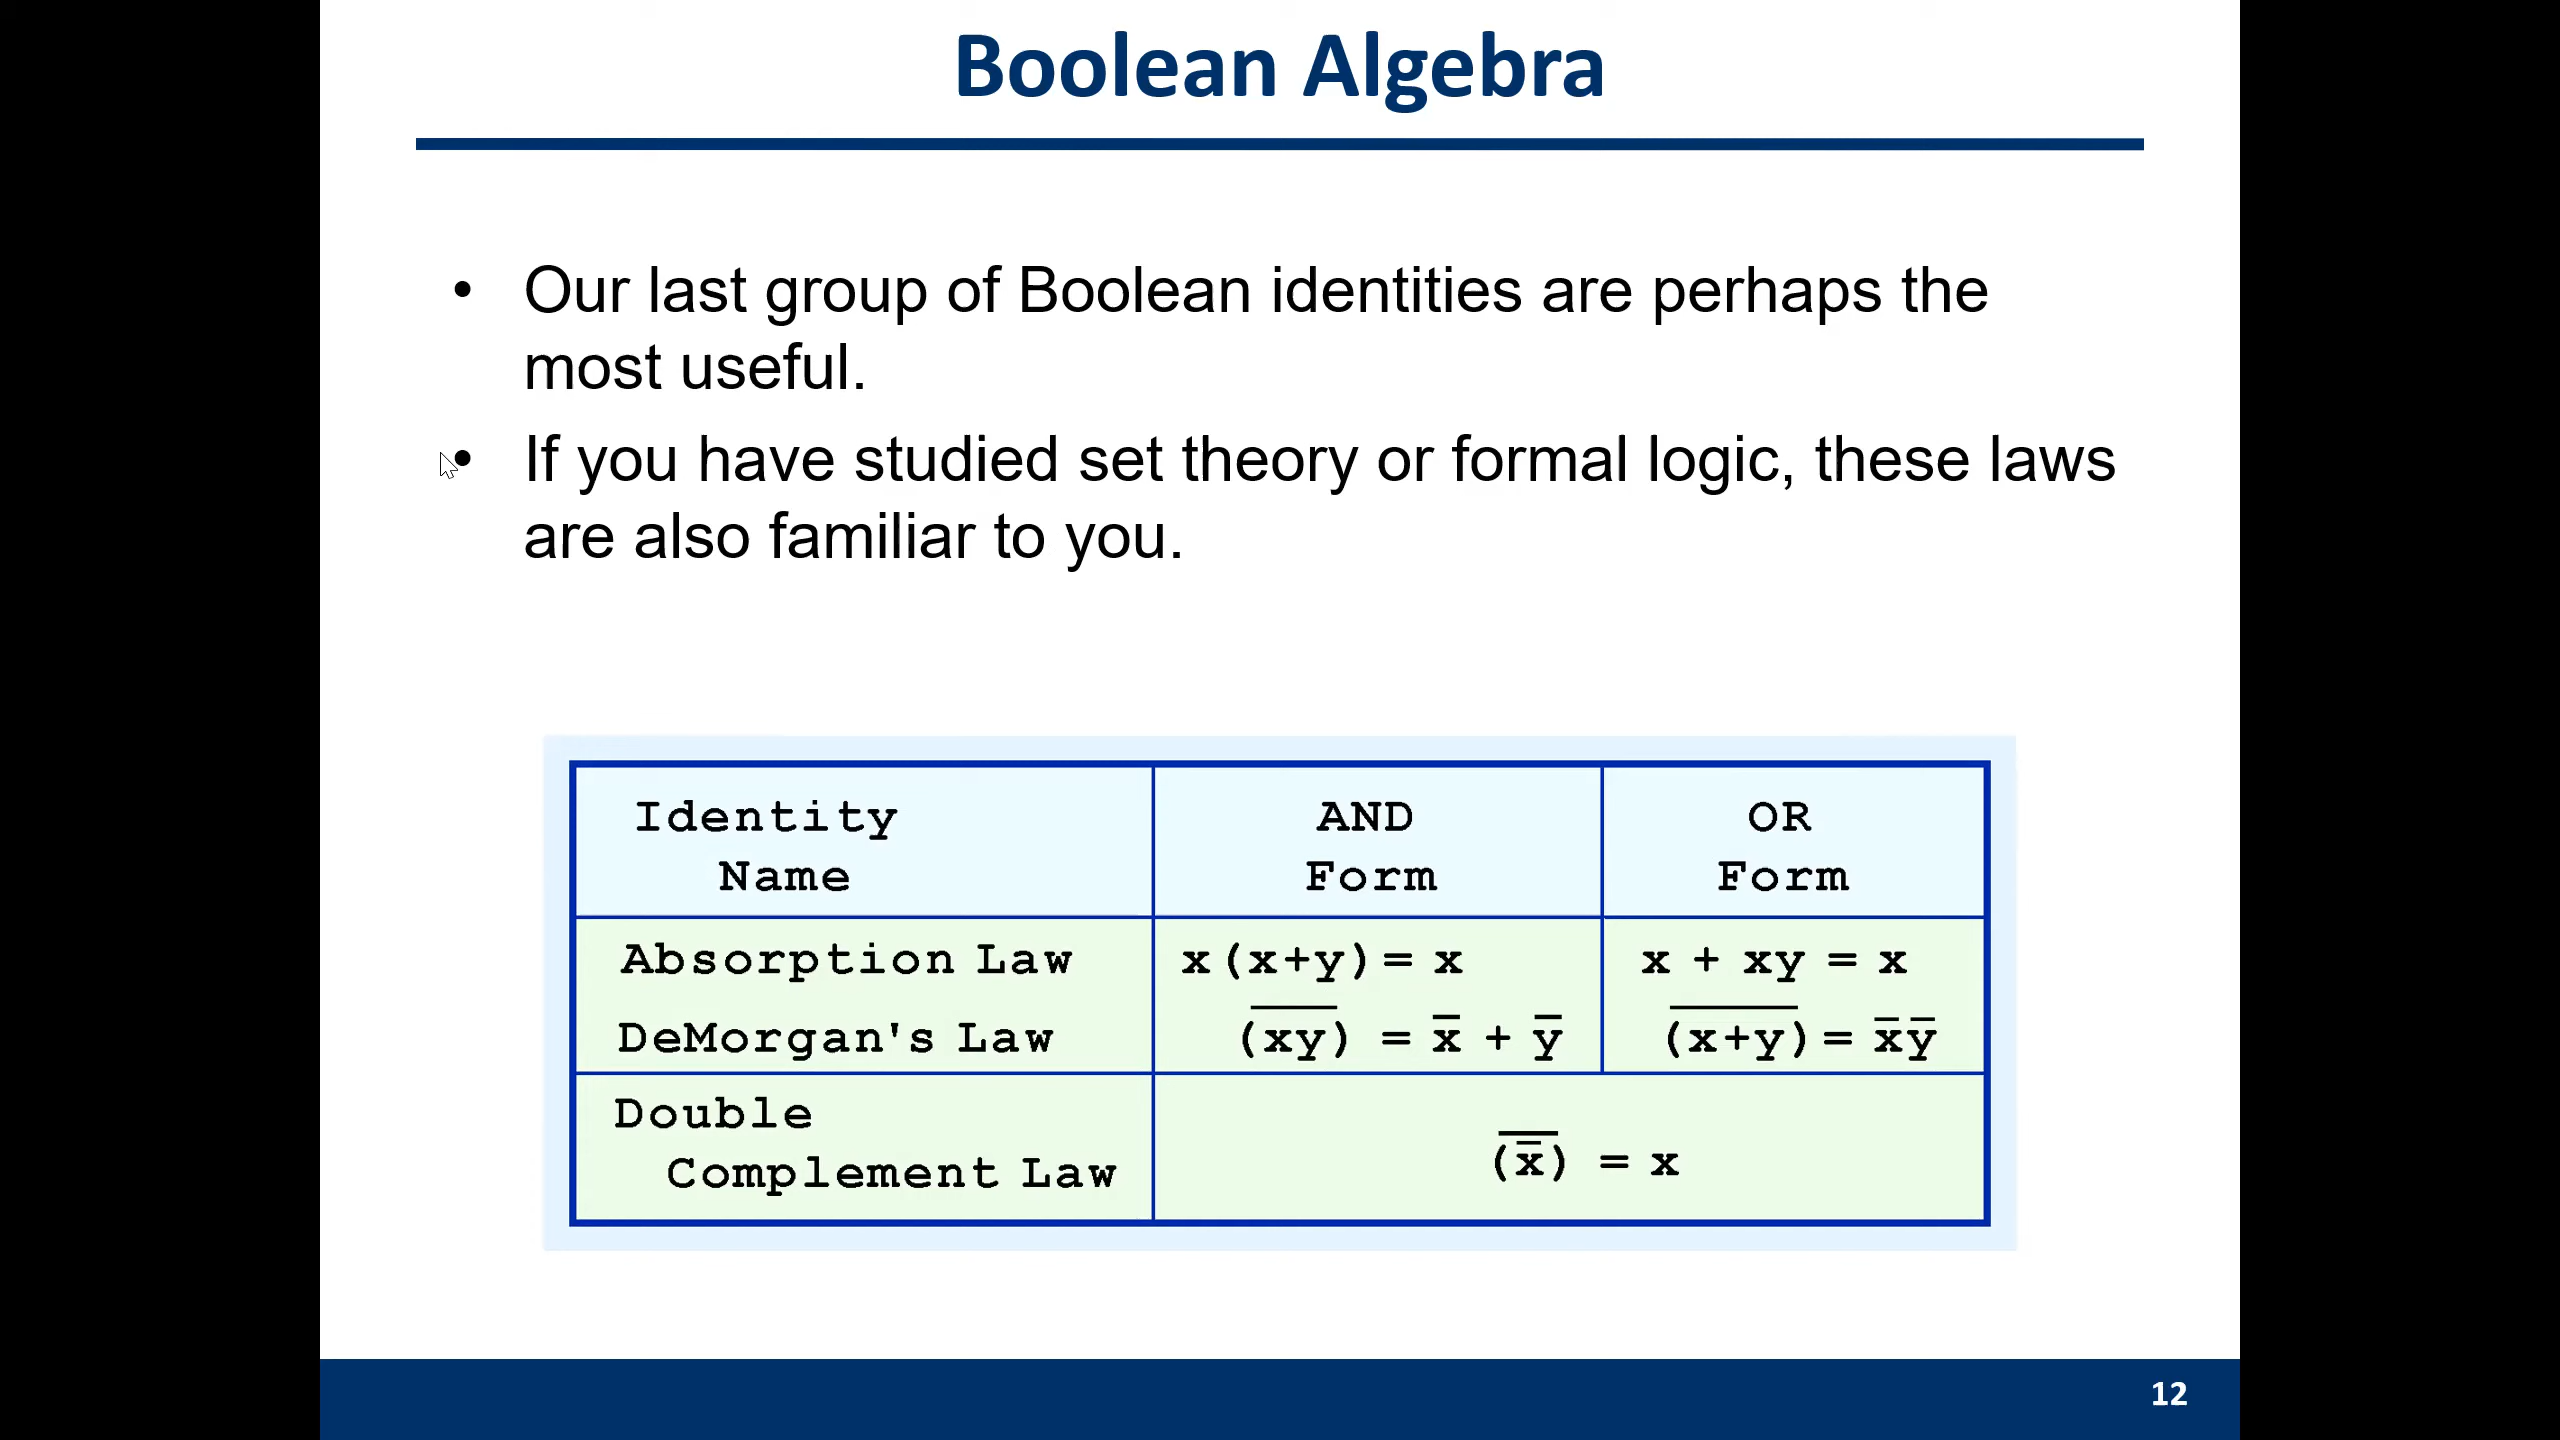 Boolean Algebra
• Our last group of Boolean identities are perhaps the
most useful.
• If you have studied set theory or formal logic, these laws
are also familiar to you.
Identity Name
AND Form
OR Form
Absorption Law
x(x+y)= x
x + xy = x
DeMorgan's Law
(x̅y̅) = x̅ + y̅
(x̅+̅y̅)= x̅y̅
Double
Complement Law
(x̿) = x
12